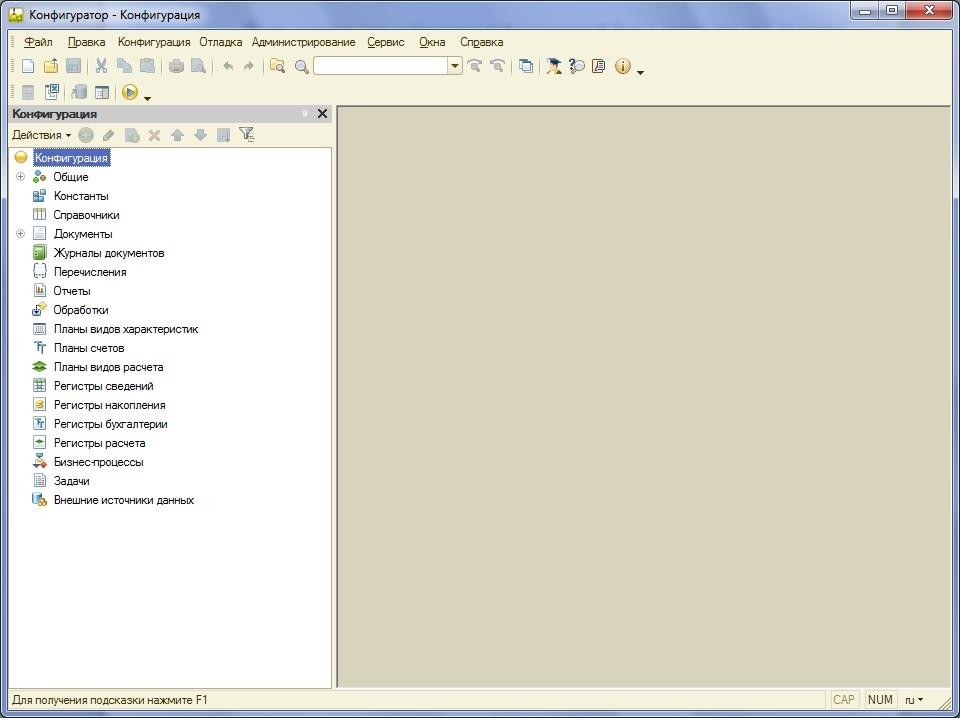 Конфигуратор - Конфигурация
Файл Правка Конфигурация Отладка Администрирование Сервис Окна Справка
Конфигурация
Действия
Конфигурация
Общие
Константы
Справочники
Документы
Журналы документов
Перечисления
Отчеты
Обработки
Планы видов характеристик
Планы счетов
Планы видов расчета
Регистры сведений
Регистры накопления
Регистры бухгалтерии
Регистры расчета
Бизнес-процессы
Задачи
Внешние источники данных
Для получения подсказки нажмите F1 CAP NUM ru